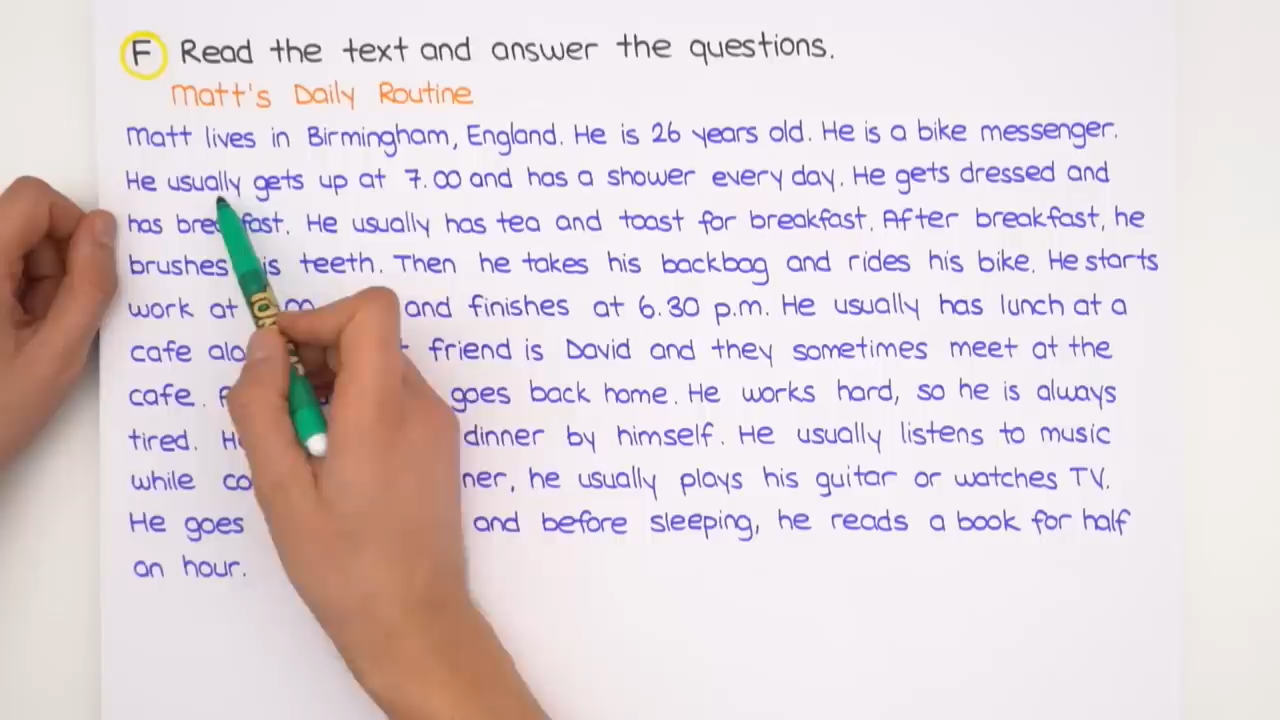 F Read the text and answer the questions.
Matt's Daily Routine
Matt lives in Birmingham, England. He is 26 years old. He is a bike messenger.
He usually gets up at 7.00 and has a shower every day. He gets dressed and
has breakfast. He usually has tea and toast for breakfast. After breakfast, he
brushes teeth. Then he takes his backbag and rides his bike. He starts
work at and finishes at 6.30 p.m. He usually has lunch at a
cafe friend is David and they sometimes meet at the
cafe. goes back home. He works hard, so he is always
tired. dinner by himself. He usually listens to music
while he usually plays his guitar or watches TV.
He goes and before sleeping, he reads a book for half
an hour.